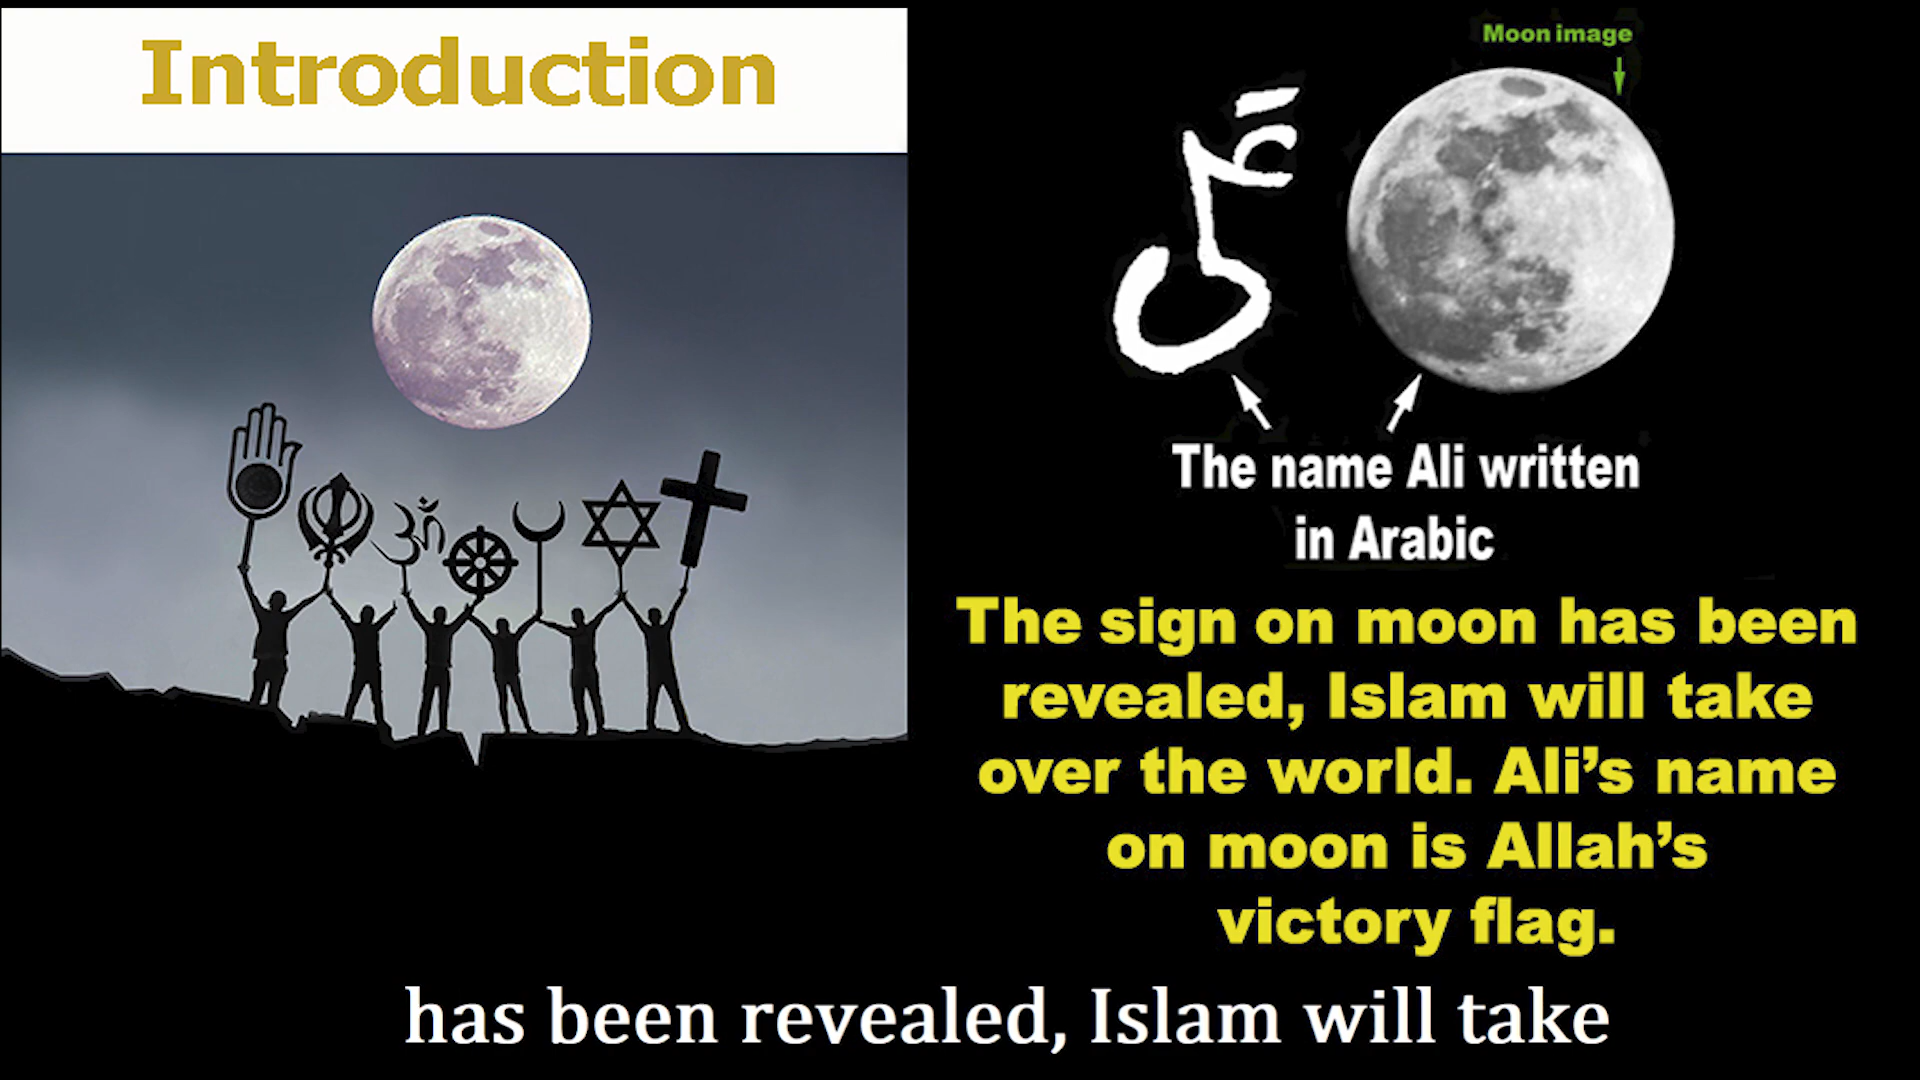 Introduction
Moon image
The name Ali written
in Arabic
The sign on moon has been
revealed, Islam will take
over the world. Ali’s name
on moon is Allah’s
victory flag.
has been revealed, Islam will take